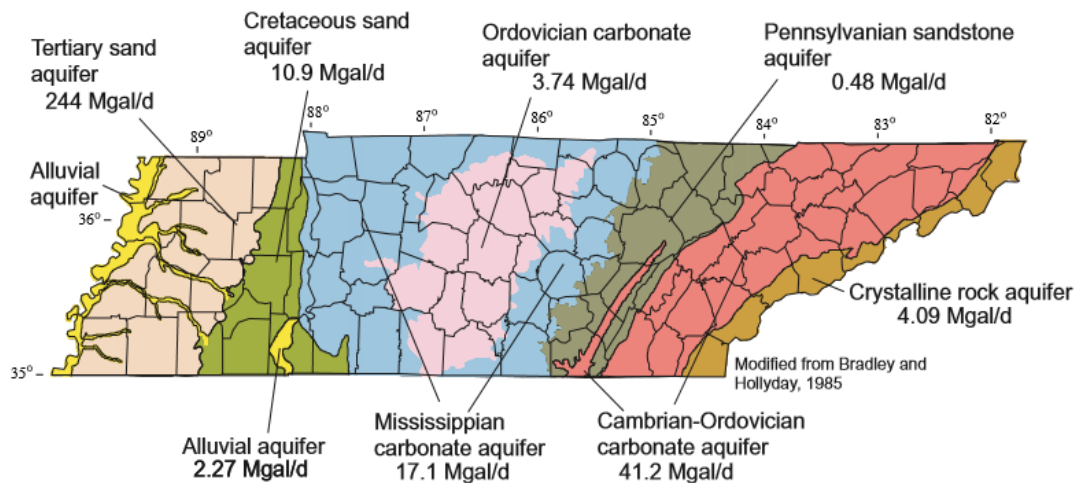 Tertiary sand
aquifer
244 Mgal/d
Cretaceous sand
aquifer
10.9 Mgal/d
Ordovician carbonate
aquifer
3.74 Mgal/d
Pennsylvanian sandstone
aquifer
0.48 Mgal/d
89°
88°
87°
86°
85°
84°
83°
82°
Alluvial
aquifer
36°
35°
Crystalline rock aquifer
4.09 Mgal/d
Modified from Bradley and
Hollyday, 1985
Alluvial aquifer
2.27 Mgal/d
Mississippian
carbonate aquifer
17.1 Mgal/d
Cambrian-Ordovician
carbonate aquifer
41.2 Mgal/d